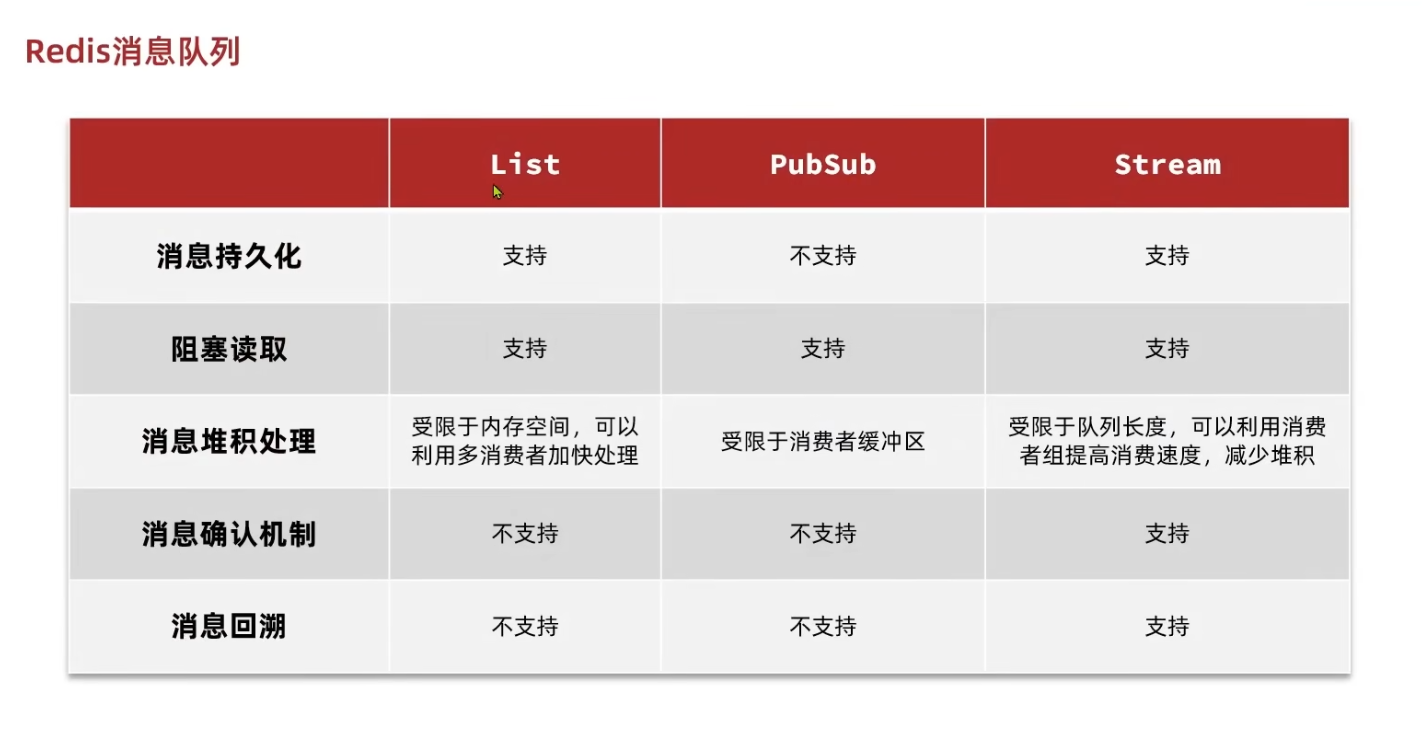 Redis消息队列
List PubSub Stream
消息持久化 支持 不支持 支持
阻塞读取 支持 支持 支持
消息堆积处理
受限于内存空间，可以
利用多消费者加快处理
受限于消费者缓冲区
受限于队列长度，可以利用消费
者组提高消费速度，减少堆积
消息确认机制 不支持 不支持 支持
消息回溯 不支持 不支持 支持